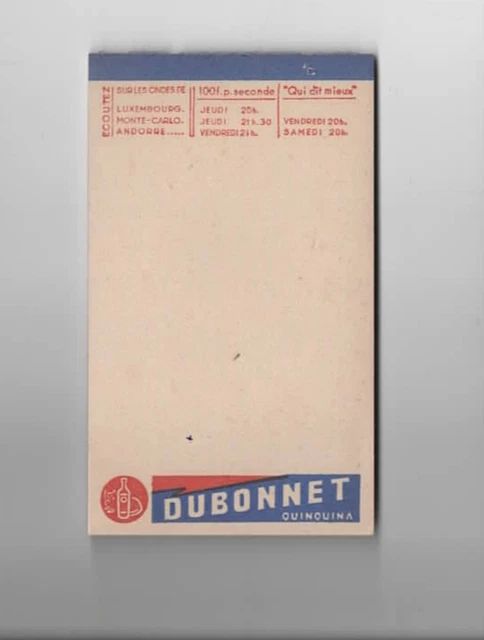 ECOUTEZ
SUR LES ONDES DE 100f. p. seconde "Qui dit mieux"
LUXEMBOURG. JEUDI 20h.
MONTE-CARLO. JEUDI 21h.30 VENDREDI 20h.
ANDORRE..... VENDREDI 21h. SAMEDI 20h.
DUBONNET
QUINQUINA